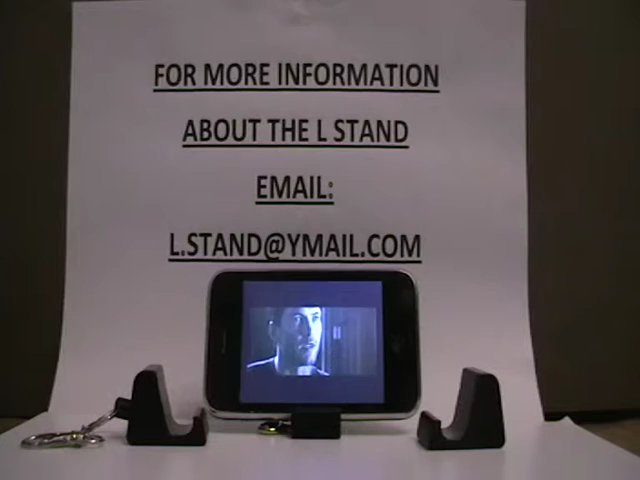 FOR MORE INFORMATION
ABOUT THE L STAND
EMAIL:
L.STAND@YMAIL.COM